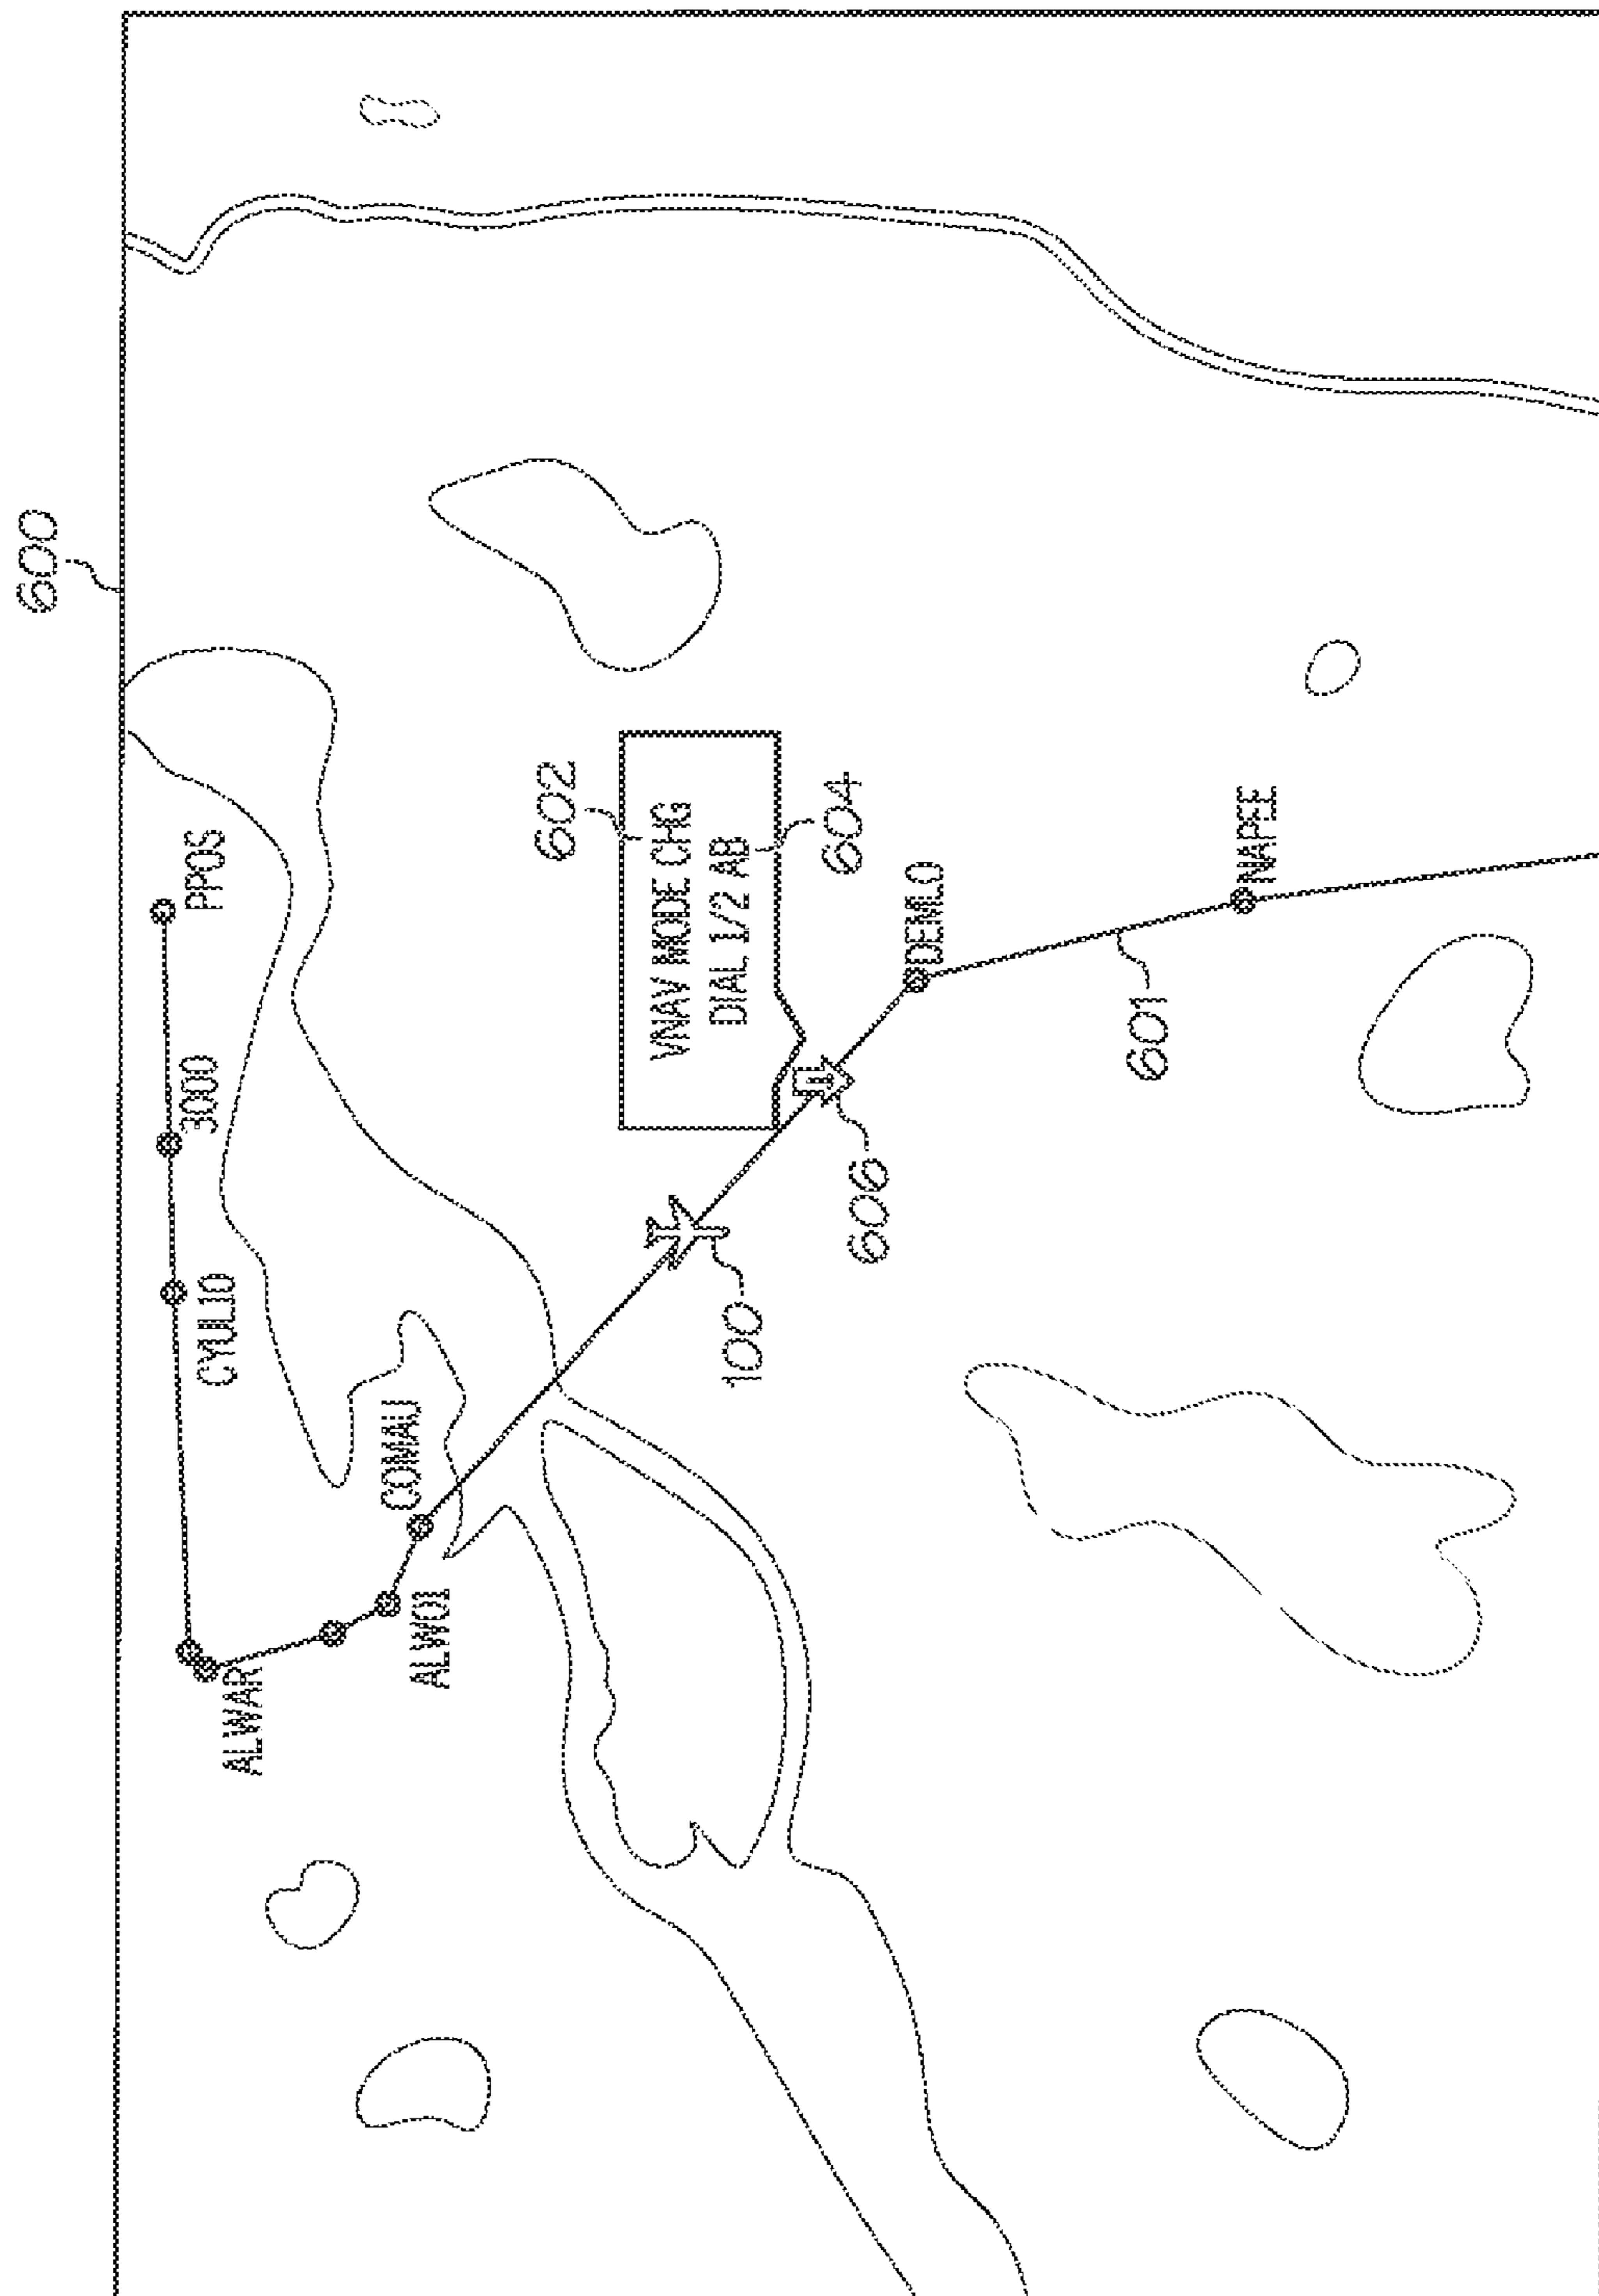 600
ALWAR
CYUL10
3000
PPOS
COMAU
ALW01
602
VNAV MODE CHG
DIAL 1/2 AB
100
604
606
DEMLO
601
NAPEE